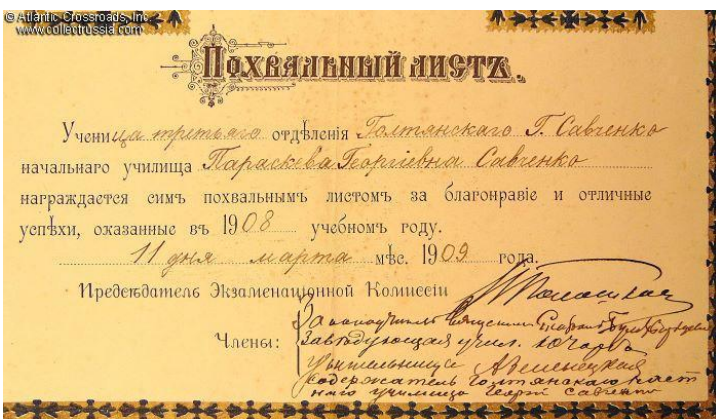 © Atlantic Crossroads, Inc.
www.collectrussia.com
Похвальный листъ.
Ученица третьяго отдѣленія Голтянскаго Г. Савченко
начальнаго училища Параскева Георгіевна Савченко
награждается симъ похвальнымъ листомъ за благонравіе и отличные
успѣхи, оказанные въ 1908 учебномъ году.
11 дня марта мѣс. 1909 года.
Предсѣдатель Экзаменаціонной Комиссіи
Члены:
Законоучитель Священникъ
Завѣдующая учил.
Учительница
Содержатель Голтянскаго част
наго училища Георгій Савченко